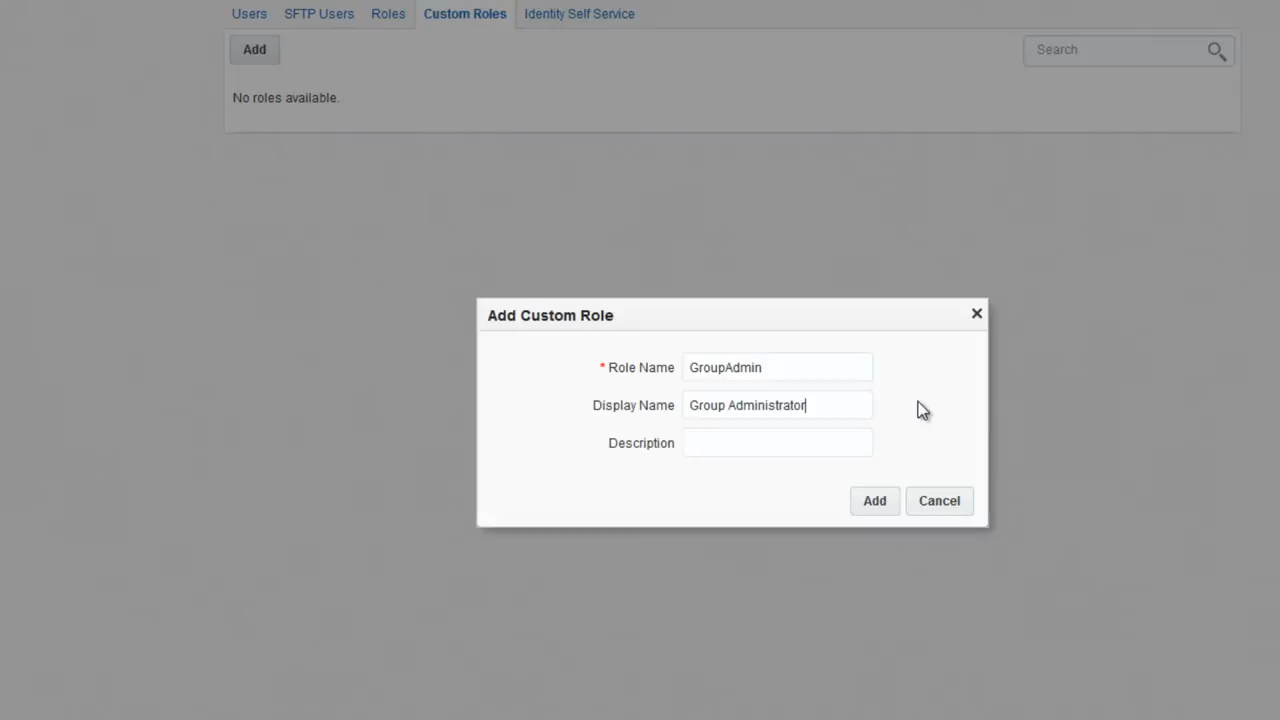 Users SFTP Users Roles Custom Roles Identity Self Service
Add Search
No roles available.
Add Custom Role
* Role Name GroupAdmin
Display Name Group Administrator
Description
Add Cancel